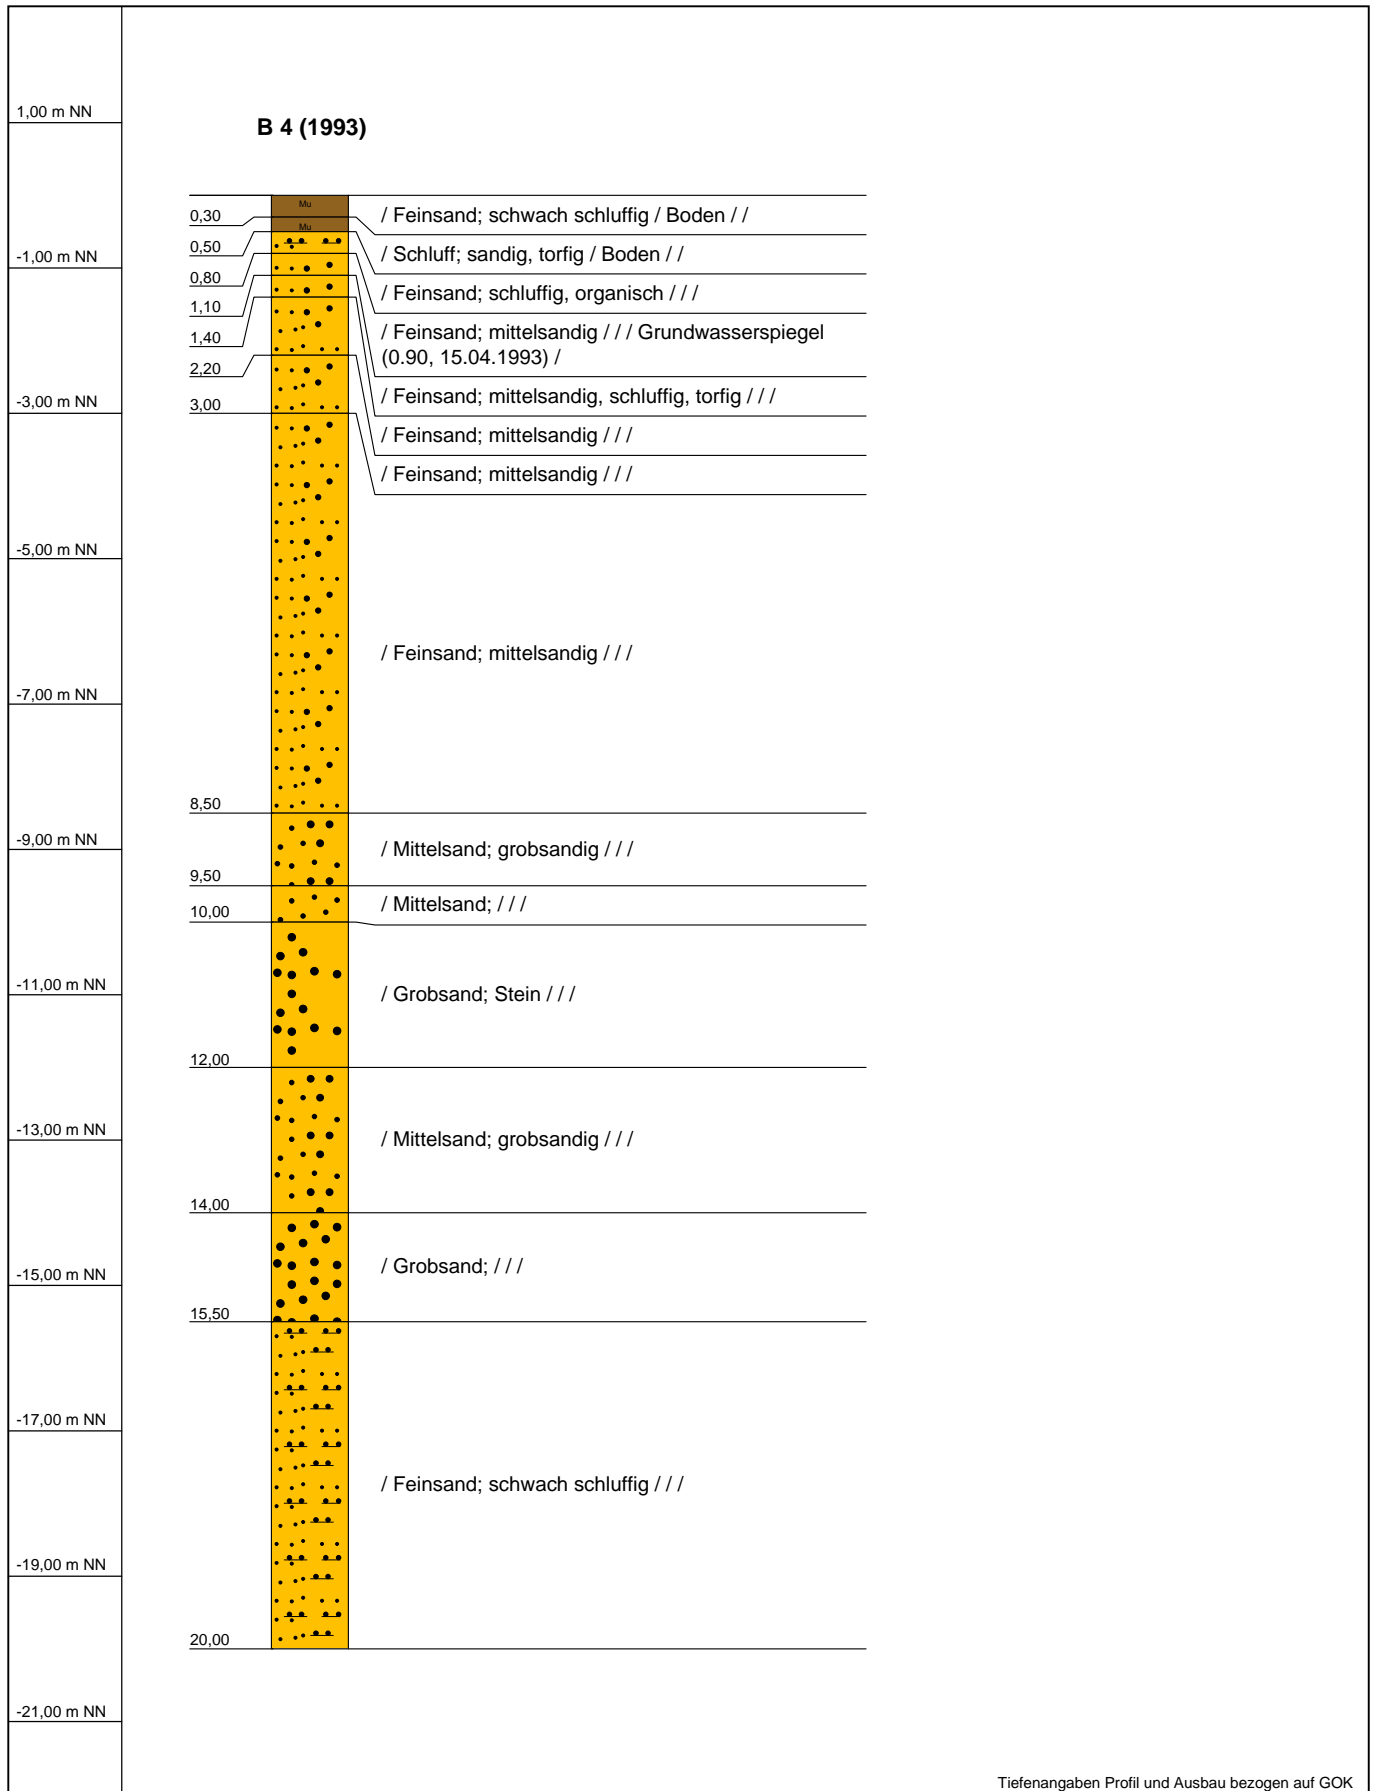 1,00 m NN
B 4 (1993)
Mu
0,30
/ Feinsand; schwach schluffig / Boden / /
Mu
0,50
/ Schluff; sandig, torfig / Boden / /
-1,00 m NN
0,80
/ Feinsand; schluffig, organisch / / /
1,10
/ Feinsand; mittelsandig / / / Grundwasserspiegel
(0.90, 15.04.1993) /
1,40
2,20
/ Feinsand; mittelsandig, schluffig, torfig / / /
-3,00 m NN
3,00
/ Feinsand; mittelsandig / / /
/ Feinsand; mittelsandig / / /
-5,00 m NN
/ Feinsand; mittelsandig / / /
-7,00 m NN
8,50
-9,00 m NN
/ Mittelsand; grobsandig / / /
9,50
/ Mittelsand; / / /
10,00
-11,00 m NN
/ Grobsand; Stein / / /
12,00
-13,00 m NN
/ Mittelsand; grobsandig / / /
14,00
/ Grobsand; / / /
-15,00 m NN
15,50
-17,00 m NN
/ Feinsand; schwach schluffig / / /
-19,00 m NN
20,00
-21,00 m NN
Tiefenangaben Profil und Ausbau bezogen auf GOK